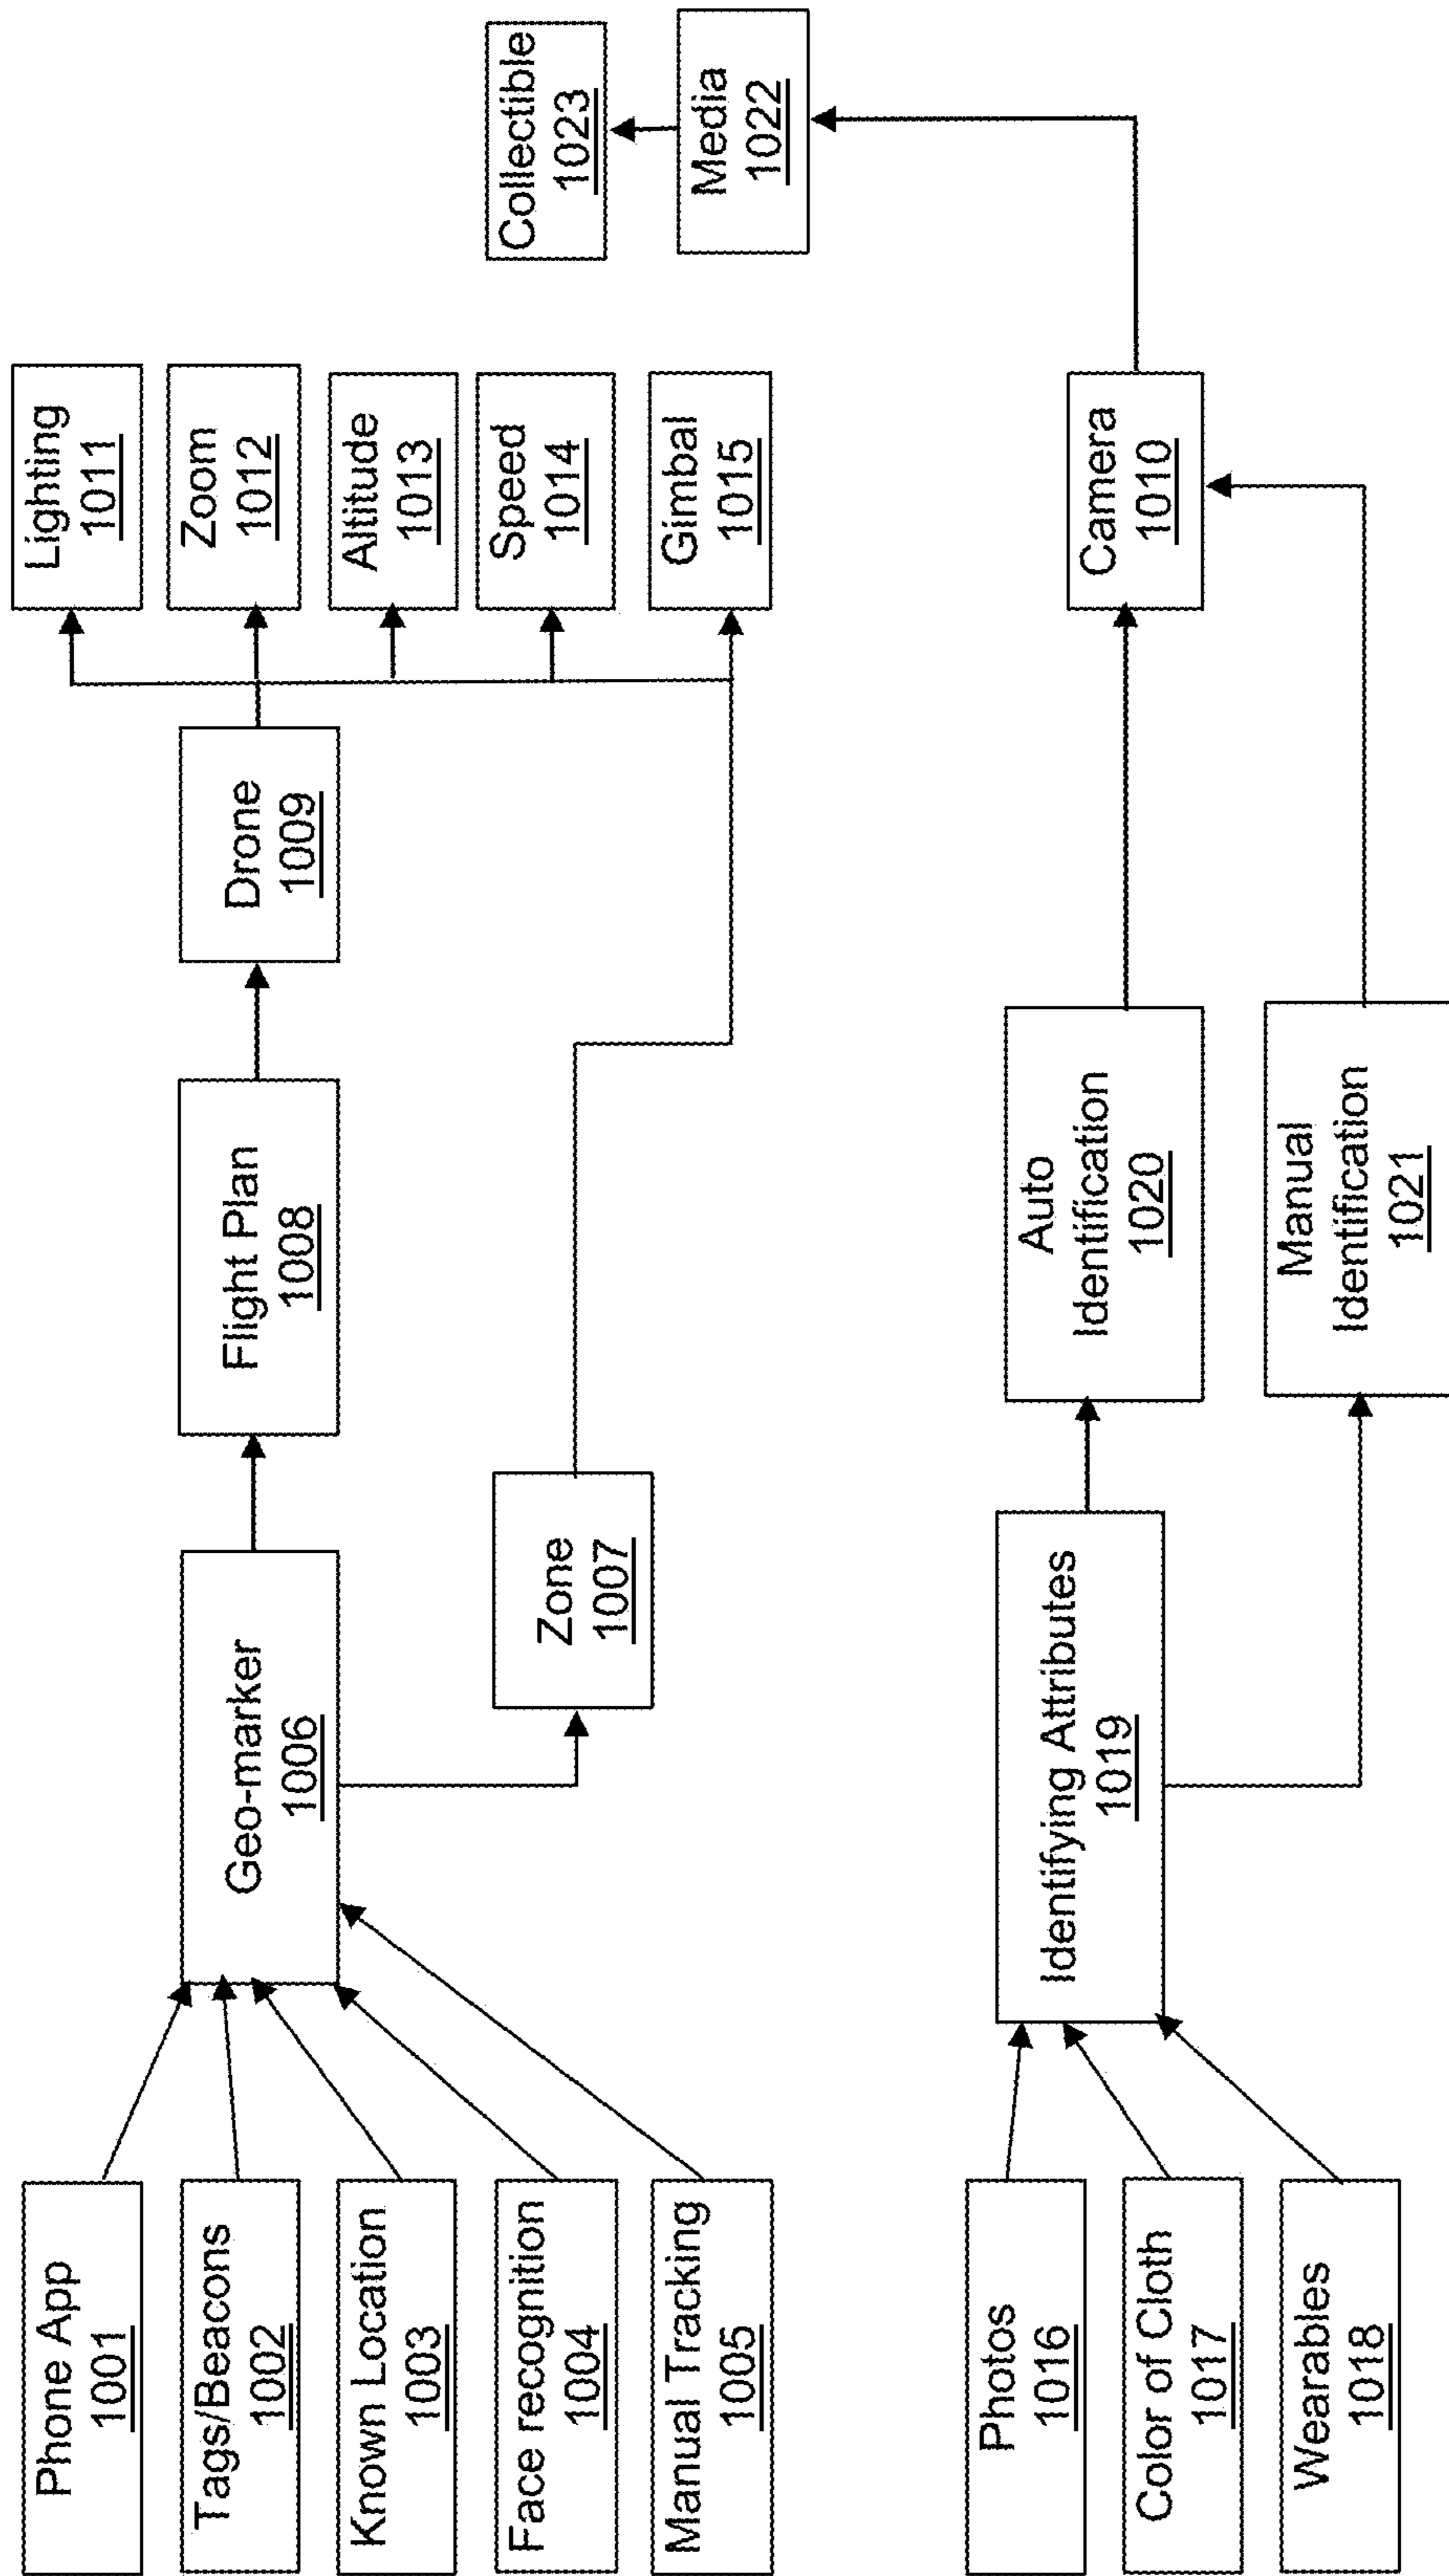 Phone App
1001
Tags/Beacons
1002
Known Location
1003
Face recognition
1004
Manual Tracking
1005
Geo-marker
1006
Zone
1007
Flight Plan
1008
Drone
1009
Lighting
1011
Zoom
1012
Altitude
1013
Speed
1014
Gimbal
1015
Photos
1016
Color of Cloth
1017
Wearables
1018
Identifying Attributes
1019
Auto
Identification
1020
Manual
Identification
1021
Camera
1010
Media
1022
Collectible
1023